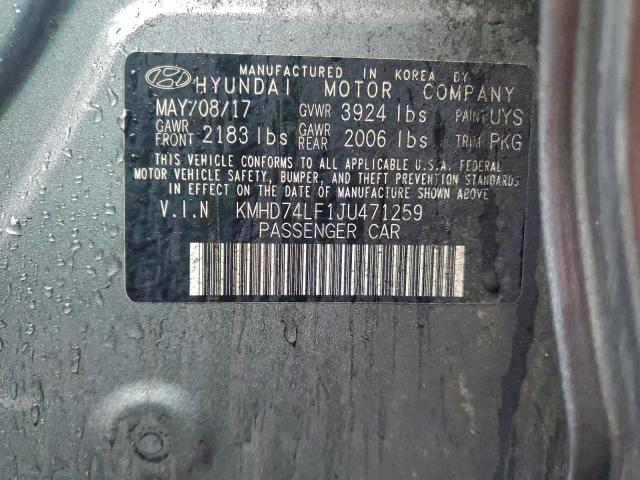 MANUFACTURED IN KOREA BY
HYUNDAI MOTOR COMPANY
MAY/08/17 GVWR 3924 lbs PAINT UYS
GAWR FRONT 2183 lbs GAWR REAR 2006 lbs TRIM PKG
THIS VEHICLE CONFORMS TO ALL APPLICABLE U.S.A. FEDERAL
MOTOR VEHICLE SAFETY, BUMPER, AND THEFT PREVENTION STANDARDS
IN EFFECT ON THE DATE OF MANUFACTURE SHOWN ABOVE
V.I.N KMHD74LF1JU471259
PASSENGER CAR